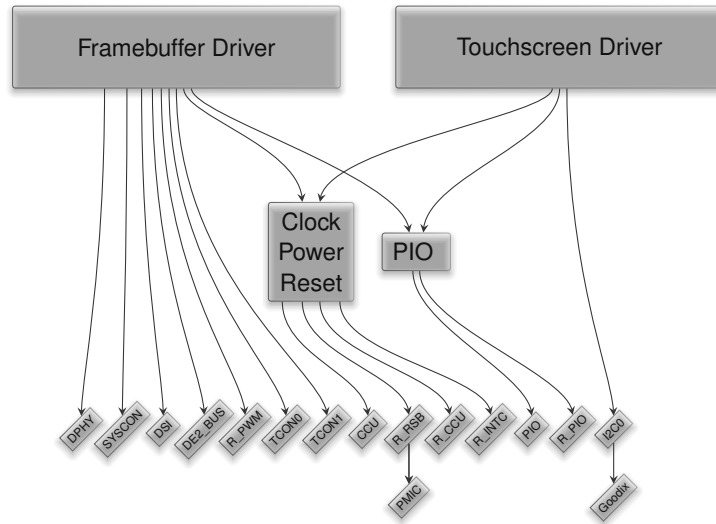 Framebuffer Driver
Touchscreen Driver
Clock
Power
Reset
PIO
DPHY
SYSCON
DSI
DE2_BUS
R_PWM
TCON0
TCON1
CCU
R_RSB
R_CCU
R_INTC
PIO
R_PIO
I2C0
PMIC
Goodix